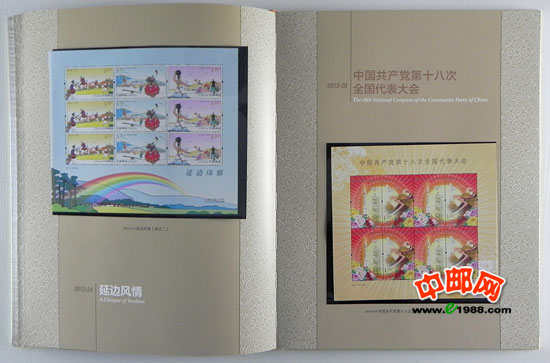 延边风情
2012-24
延边风情
A Glimpse of Yanbian
2012-26
中国共产党第十八次
全国代表大会
The 18th National Congress of the Communist Party of China
中国共产党第十八次全国代表大会
中邮网
www.e1988.com